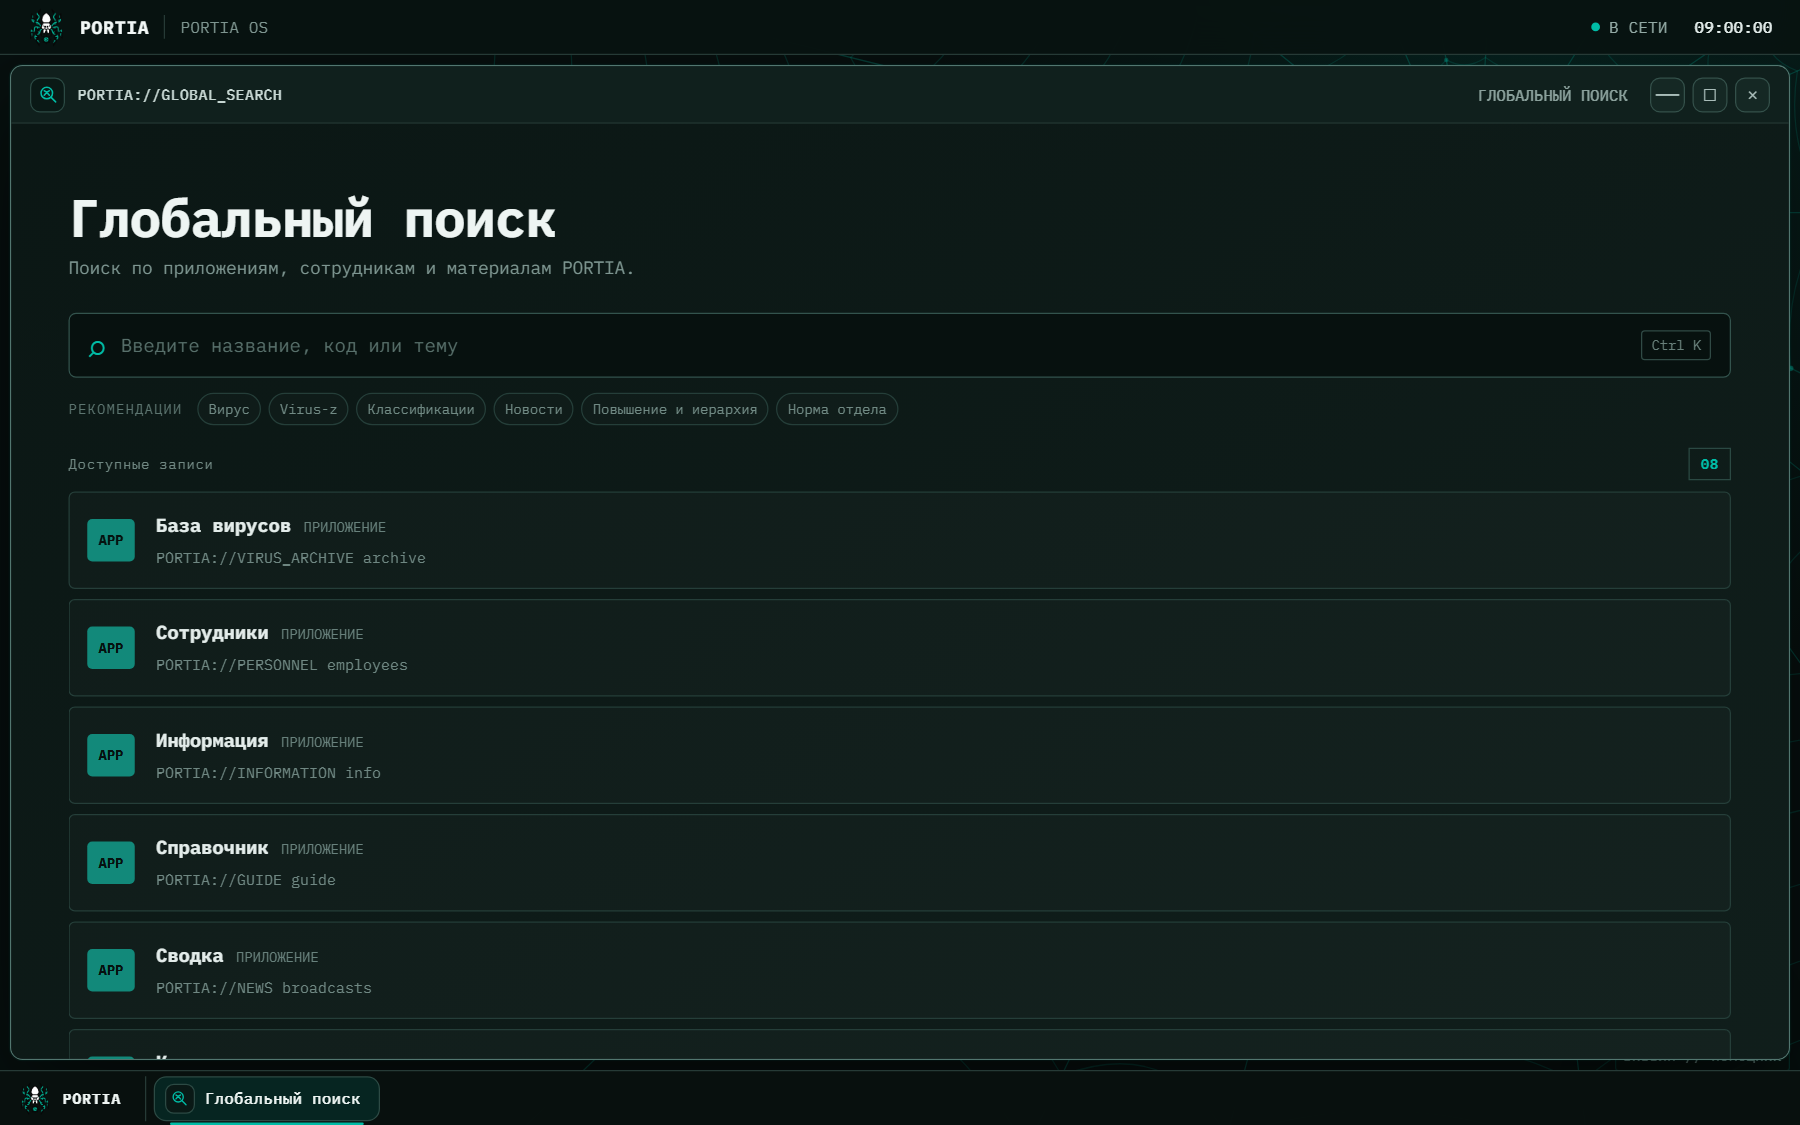 PORTIA PORTIA OS В СЕТИ 09:00:00
PORTIA://GLOBAL_SEARCH ГЛОБАЛЬНЫЙ ПОИСК
Глобальный поиск
Поиск по приложениям, сотрудникам и материалам PORTIA.
Введите название, код или тему Ctrl K
РЕКОМЕНДАЦИИ Вирус Virus-z Классификации Новости Повышение и иерархия Норма отдела
Доступные записи 08
APP База вирусов ПРИЛОЖЕНИЕ
PORTIA://VIRUS_ARCHIVE archive
APP Сотрудники ПРИЛОЖЕНИЕ
PORTIA://PERSONNEL employees
APP Информация ПРИЛОЖЕНИЕ
PORTIA://INFORMATION info
APP Справочник ПРИЛОЖЕНИЕ
PORTIA://GUIDE guide
APP Сводка ПРИЛОЖЕНИЕ
PORTIA://NEWS broadcasts
PORTIA Глобальный поиск